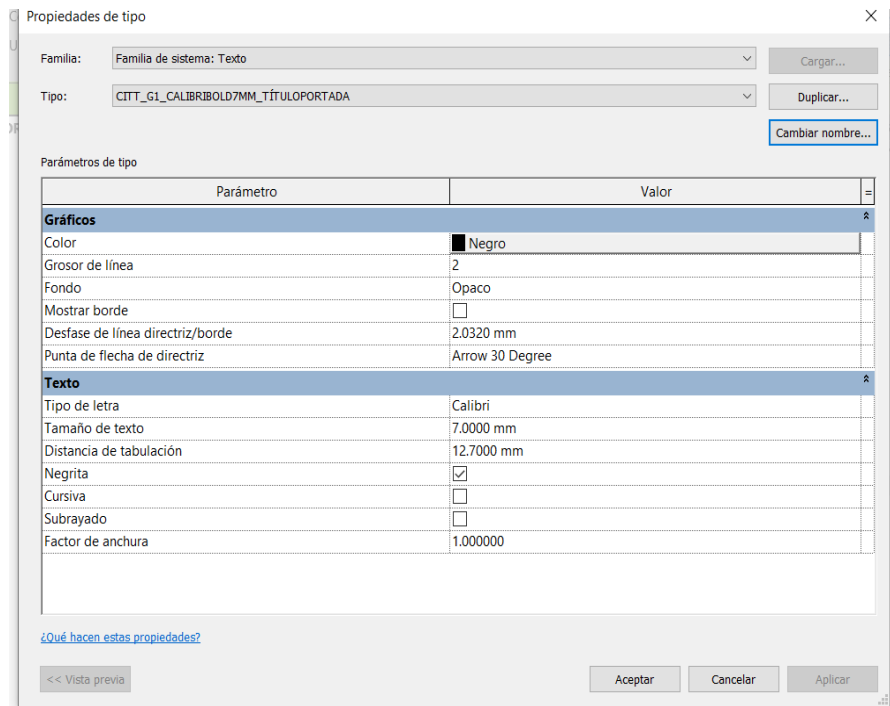 Propiedades de tipo
Familia: Familia de sistema: Texto Cargar...
Tipo: CITT_G1_CALIBRIBOLD7MM_TÍTULOPORTADA Duplicar...
Cambiar nombre...
Parámetros de tipo
Parámetro Valor =
Gráficos
Color Negro
Grosor de línea 2
Fondo Opaco
Mostrar borde
Desfase de línea directriz/borde 2.0320 mm
Punta de flecha de directriz Arrow 30 Degree
Texto
Tipo de letra Calibri
Tamaño de texto 7.0000 mm
Distancia de tabulación 12.7000 mm
Negrita
Cursiva
Subrayado
Factor de anchura 1.000000
¿Qué hacen estas propiedades?
<< Vista previa Aceptar Cancelar Aplicar